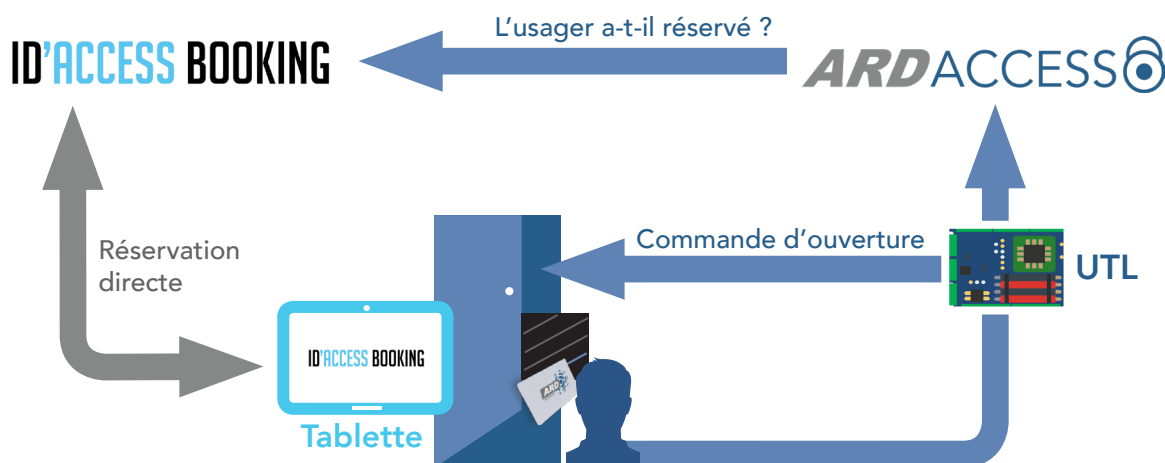 L'usager a-t-il réservé ?
ID'ACCESS BOOKING
ARDACCESS
Réservation
directe
Commande d'ouverture
UTL
ID'ACCESS BOOKING
ARD
Tablette